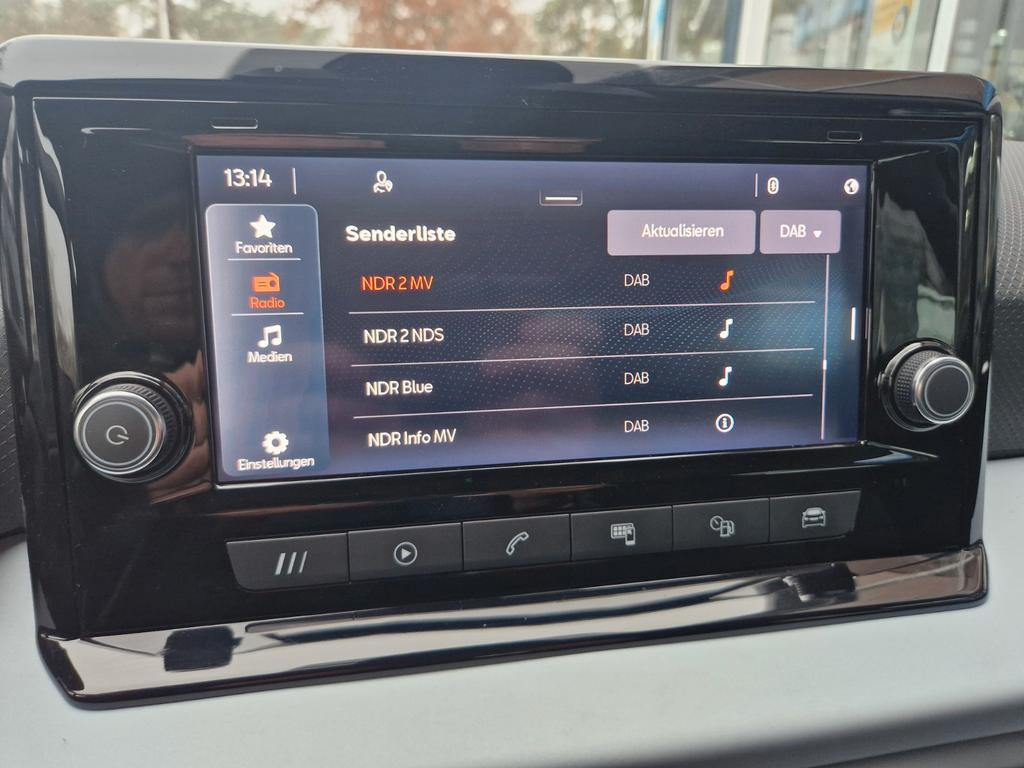 13:14
Favoriten
Radio
Medien
Einstellungen
Senderliste
Aktualisieren
DAB
NDR 2 MV DAB
NDR 2 NDS DAB
NDR Blue DAB
NDR Info MV DAB